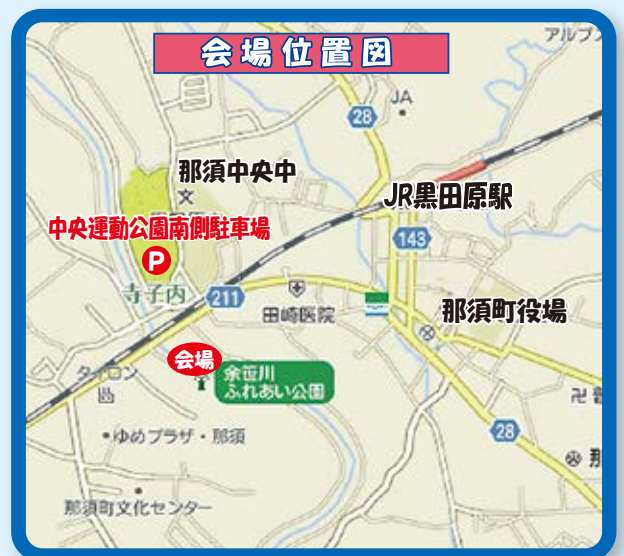 会場位置図
アルプス
28
JA
那須中央中
JR黒田原駅
中央運動公園南側駐車場
P
143
寺子内
211
田崎医院
那須町役場
会場
余笹川
ふれあい公園
タイロン
28
ゆめプラザ・那須
那
那須町文化センター